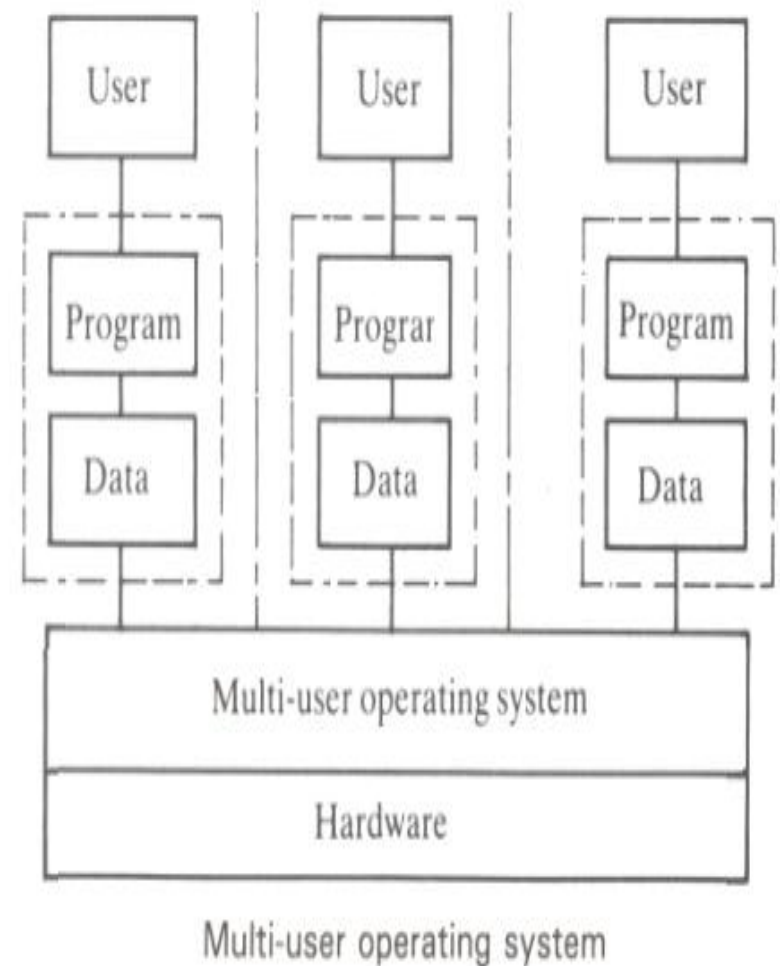 User User User
Program Prograr Program
Data Data Data
Multi-user operating system
Hardware
Multi-user operating system